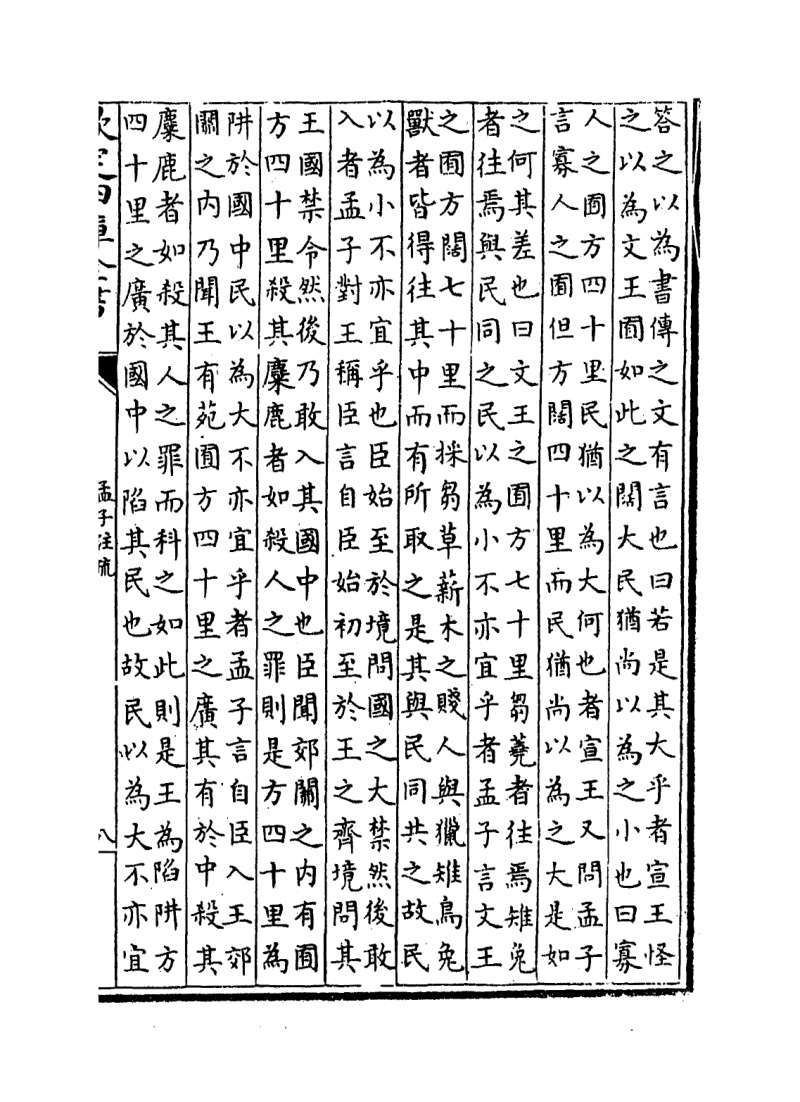 答之以為書傳之文有言也曰若是其大乎者宣王怪
之以為文王囿如此之闊大民猶尚以為之小也曰寡
人之囿方四十里民猶以為大何也者宣王又問孟子
言寡人之囿但方闊四十里而民猶尚以為之大是如
之何其差也曰文王之囿方七十里芻蕘者往焉雉兔
者往焉與民同之民以為小不亦宜乎者孟子言文王
之囿方闊七十里而採芻草薪木之賤人與獵雉鳥兔
獸者皆得往其中而有所取之是其與民同共之故民
以為小不亦宜乎也臣始至於境問國之大禁然後敢
入者孟子對王稱臣言自臣始初至於王之齊境問其
王國禁令然後乃敢入其國中也臣聞郊關之内有囿
方四十里殺其麋鹿者如殺人之罪則是方四十里為
阱於國中民以為大不亦宜乎者孟子言自臣入王郊
關之内乃聞王有苑囿方四十里之廣其有於中殺其
麋鹿者如殺其人之罪而科之如此則是王為陷阱方
四十里之廣於國中以陷其民也故民以為大不亦宜
欽定四庫全書
孟子注疏
八